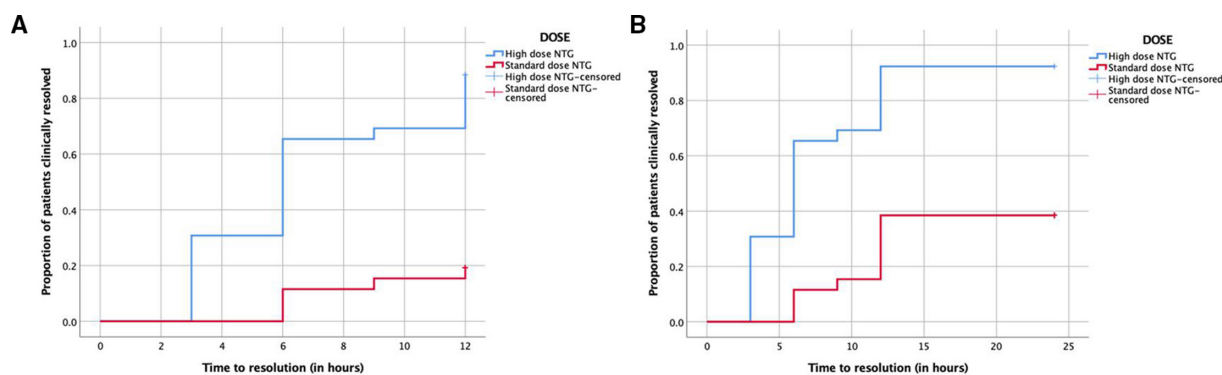 A
DOSE
High dose NTG
Standard dose NTG
High dose NTG-censored
Standard dose NTG-
censored
Proportion of patients clinically resolved
1.0
0.8
0.6
0.4
0.2
0.0
0 2 4 6 8 10 12
Time to resolution (in hours)
B
DOSE
High dose NTG
Standard dose NTG
High dose NTG-censored
Standard dose NTG-
censored
Proportion of patients clinically resolved
1.0
0.8
0.6
0.4
0.2
0.0
0 5 10 15 20 25
Time to resolution (in hours)